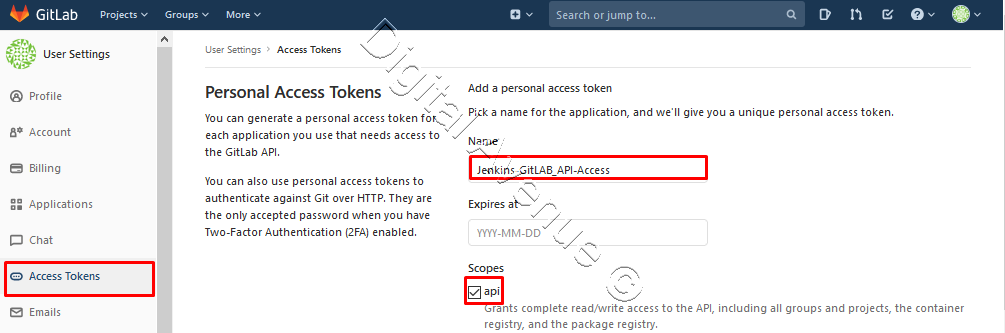 GitLab Projects Groups More Search or jump to...
User Settings
Profile
Account
Billing
Applications
Chat
Access Tokens
Emails
User Settings > Access Tokens
Personal Access Tokens
You can generate a personal access token for
each application you use that needs access to
the GitLab API.
You can also use personal access tokens to
authenticate against Git over HTTP. They are
the only accepted password when you have
Two-Factor Authentication (2FA) enabled.
Add a personal access token
Pick a name for the application, and we'll give you a unique personal access token.
Name
Jenkins-GitLAB_API-Access
Expires at
YYYY-MM-DD
Scopes
api
Grants complete read/write access to the API, including all groups and projects, the container
registry, and the package registry.
Digital Avenue ©